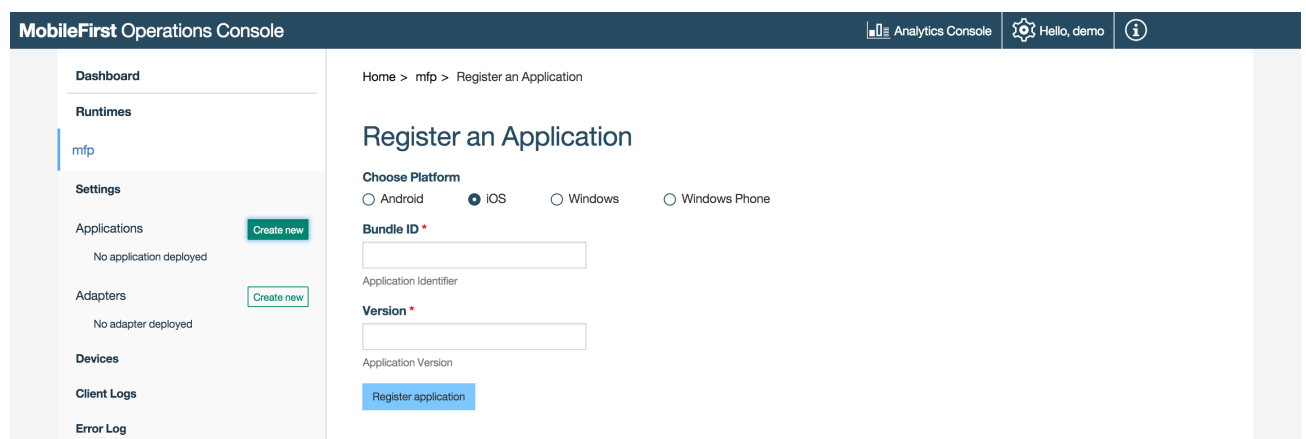 MobileFirst Operations Console
Analytics Console
Hello, demo
Dashboard
Runtimes
mfp
Settings
Applications
Create new
No application deployed
Adapters
Create new
No adapter deployed
Devices
Client Logs
Error Log
Home > mfp > Register an Application
Register an Application
Choose Platform
Android iOS Windows Windows Phone
Bundle ID *
Application Identifier
Version *
Application Version
Register application